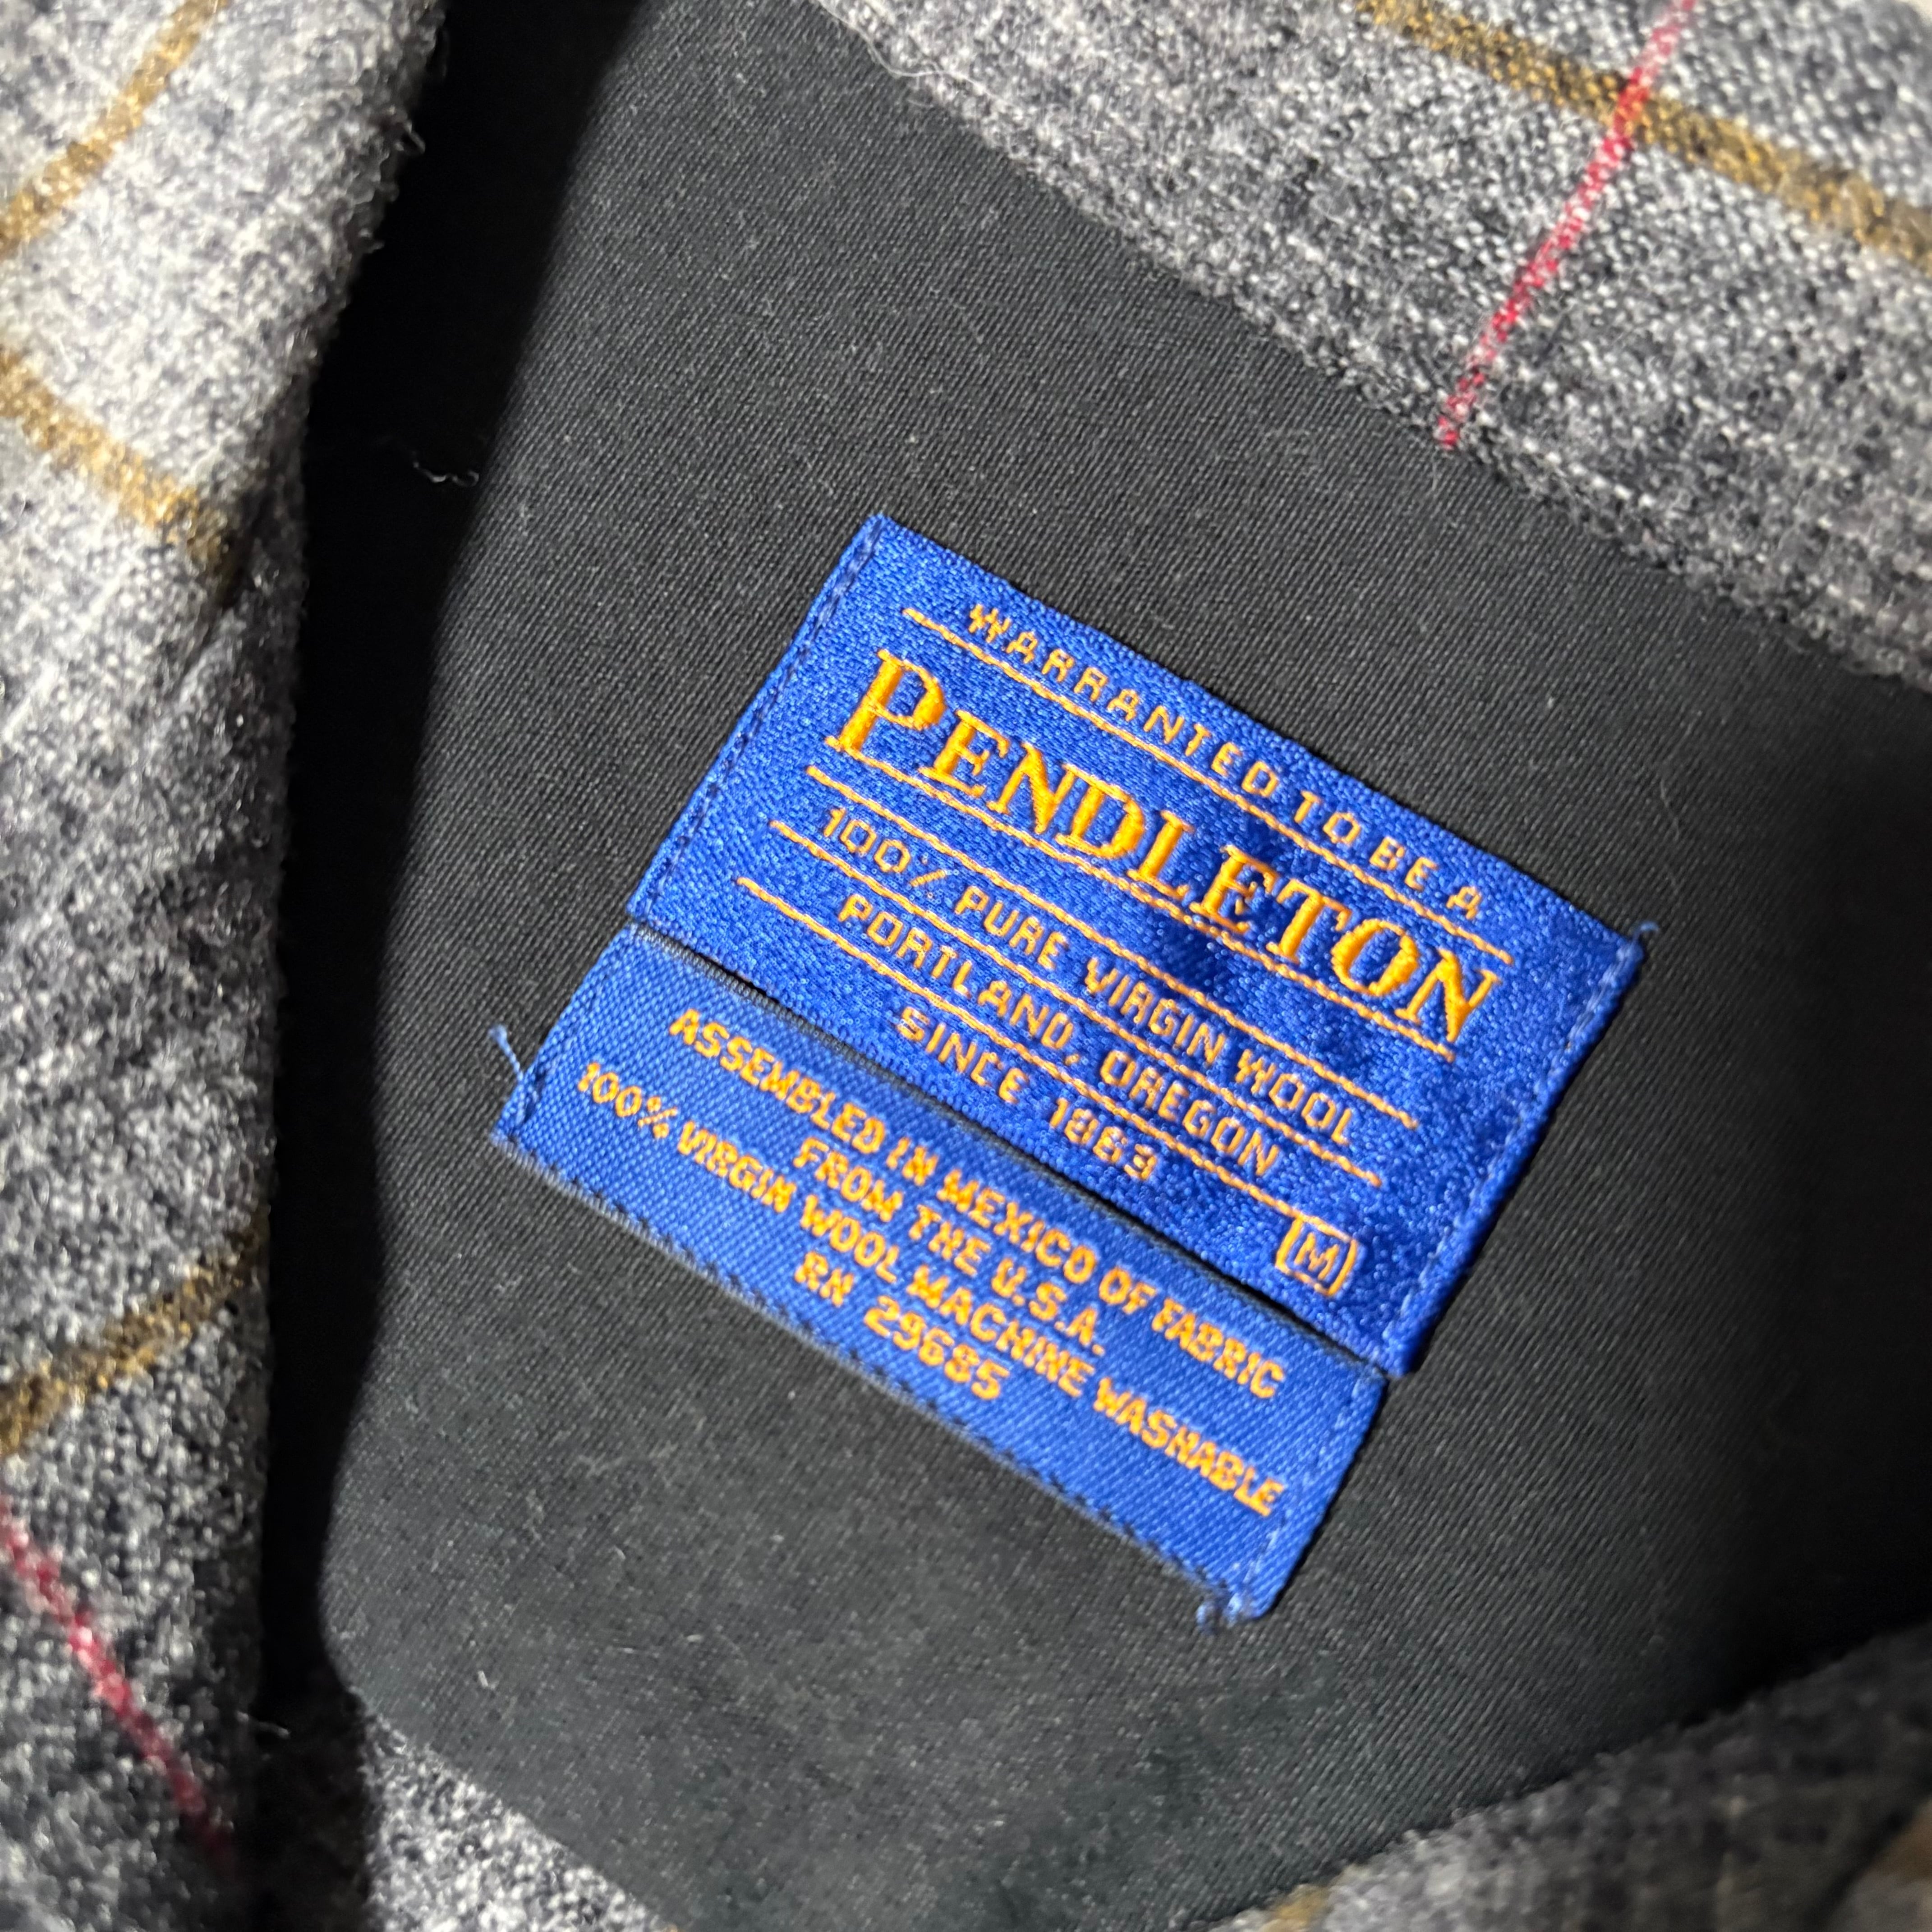 WARRANTED TO BE A
PENDLETON
100% PURE VIRGIN WOOL
PORTLAND, OREGON
SINCE 1863
M
ASSEMBLED IN MEXICO OF FABRIC
FROM THE U.S.A.
100% VIRGIN WOOL MACHINE WASHABLE
RN 29685